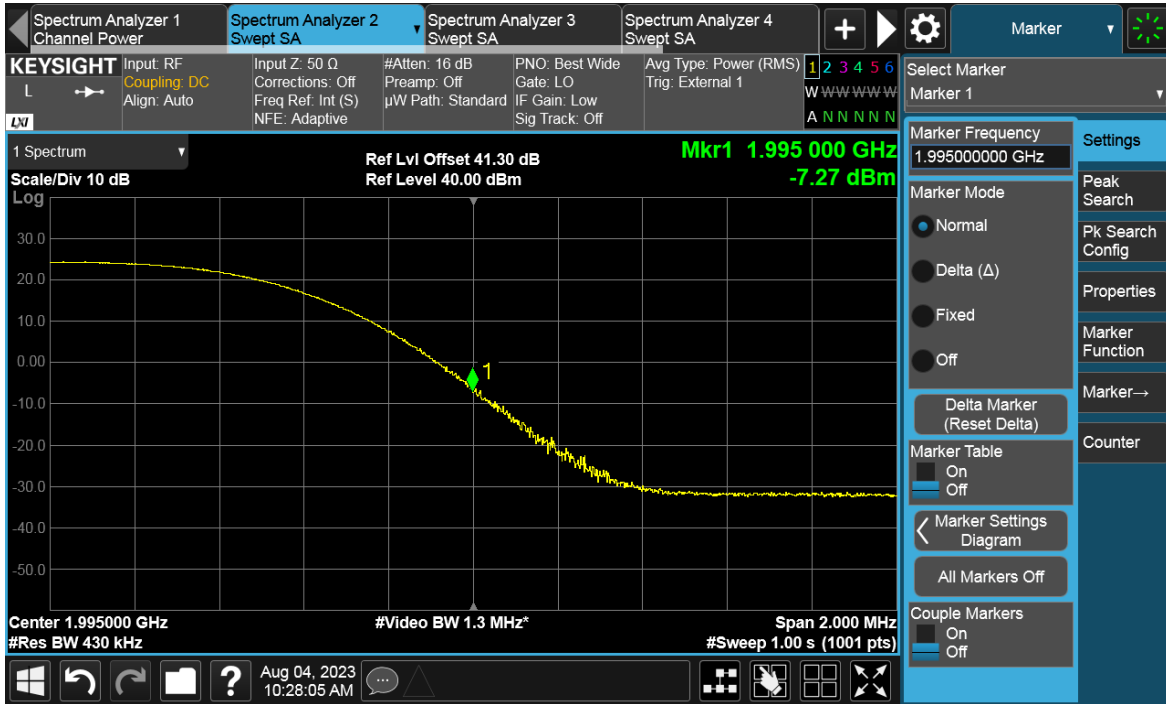 Spectrum Analyzer 1
Channel Power
Spectrum Analyzer 2
Swept SA
Spectrum Analyzer 3
Swept SA
Spectrum Analyzer 4
Swept SA
+
Marker
KEYSIGHT
L
LXI
Input: RF
Coupling: DC
Align: Auto
Input Z: 50 Ω
Corrections: Off
Freq Ref: Int (S)
NFE: Adaptive
#Atten: 16 dB
Preamp: Off
µW Path: Standard
PNO: Best Wide
Gate: LO
IF Gain: Low
Sig Track: Off
Avg Type: Power (RMS)
Trig: External 1
1 2 3 4 5 6
W W W W W W
A N N N N N
Select Marker
Marker 1
1 Spectrum
Scale/Div 10 dB
Log
Ref Lvl Offset 41.30 dB
Ref Level 40.00 dBm
Mkr1 1.995 000 GHz
-7.27 dBm
30.0
20.0
10.0
0.00
-10.0
-20.0
-30.0
-40.0
-50.0
1
Center 1.995000 GHz
#Res BW 430 kHz
#Video BW 1.3 MHz*
Span 2.000 MHz
#Sweep 1.00 s (1001 pts)
Marker Frequency
1.995000000 GHz
Marker Mode
Normal
Delta (Δ)
Fixed
Off
Delta Marker
(Reset Delta)
Marker Table
On
Off
Marker Settings
Diagram
All Markers Off
Couple Markers
On
Off
Settings
Peak
Search
Pk Search
Config
Properties
Marker
Function
Marker→
Counter
?
Aug 04, 2023
10:28:05 AM